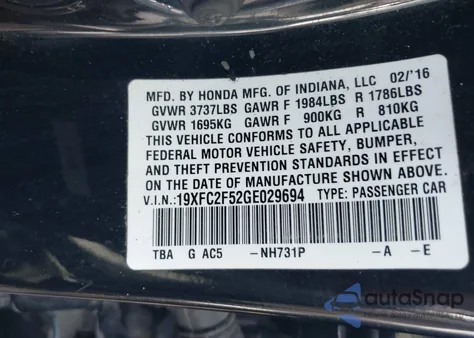 MFD. BY HONDA MFG. OF INDIANA, LLC 02/'16
GVWR 3737LBS GAWR F 1984LBS R 1786LBS
GVWR 1695KG GAWR F 900KG R 810KG
THIS VEHICLE CONFORMS TO ALL APPLICABLE
FEDERAL MOTOR VEHICLE SAFETY, BUMPER,
AND THEFT PREVENTION STANDARDS IN EFFECT
ON THE DATE OF MANUFACTURE SHOWN ABOVE.
V.I.N.:19XFC2F52GE029694 TYPE: PASSENGER CAR
TBA G AC5 -NH731P -A -E
autoSnap